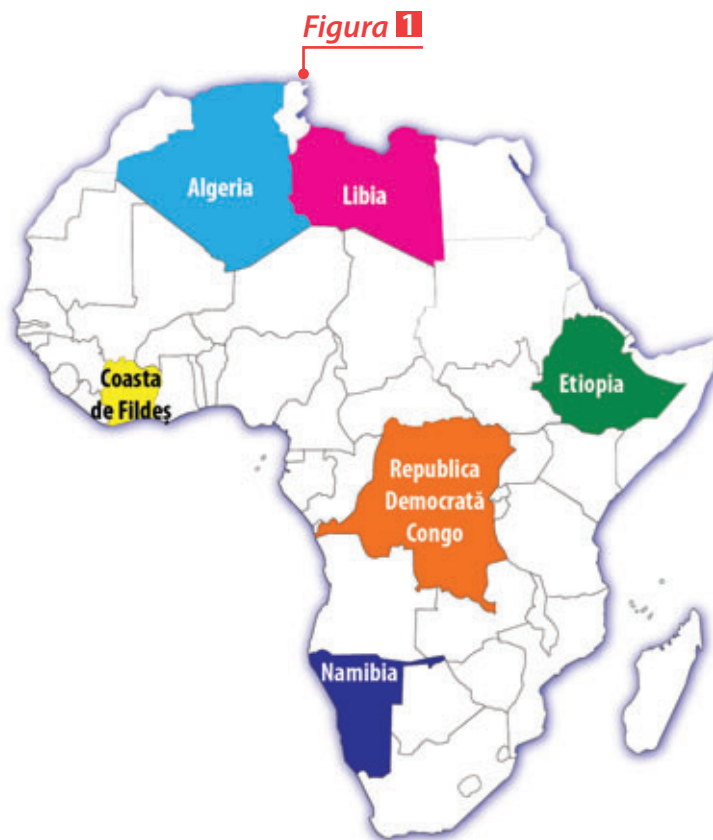 Figura 1
Algeria
Libia
Coasta
de Fildeș
Etiopia
Republica
Democrată
Congo
Namibia